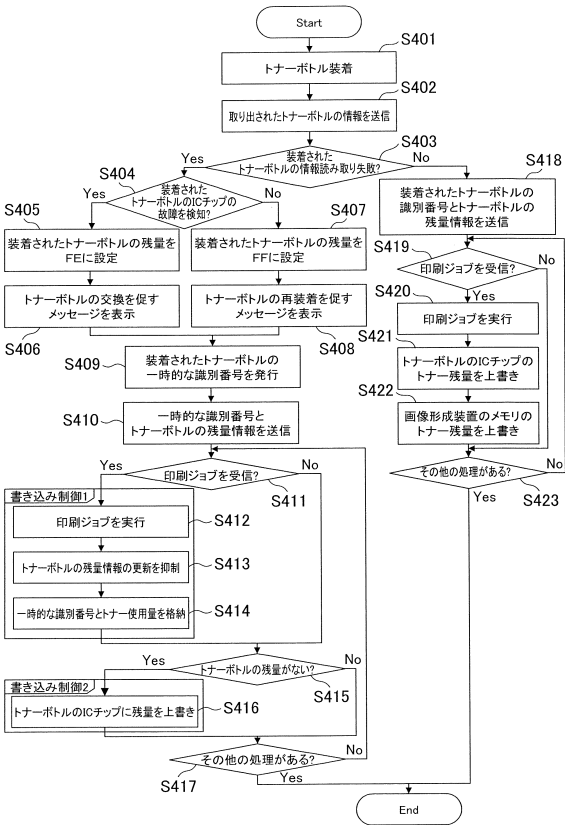 Start
S401
トナーボトル装着
S402
取り出されたトナーボトルの情報を送信
S403
装着された
トナーボトルの情報読み取り失敗?
Yes
No
S404
装着された
トナーボトルのICチップの
故障を検知?
Yes
No
S405
装着されたトナーボトルの残量を
FEに設定
S407
装着されたトナーボトルの残量を
FFに設定
トナーボトルの交換を促す
メッセージを表示
S406
トナーボトルの再装着を促す
メッセージを表示
S408
S409
装着されたトナーボトルの
一時的な識別番号を発行
S410
一時的な識別番号と
トナーボトルの残量情報を送信
Yes
印刷ジョブを受信?
No
S411
書き込み制御1
印刷ジョブを実行
S412
トナーボトルの残量情報の更新を抑制
S413
一時的な識別番号とトナー使用量を格納
S414
Yes
トナーボトルの残量がない?
No
S415
書き込み制御2
トナーボトルのICチップに残量を上書き
S416
その他の処理がある?
No
S417
Yes
S418
装着されたトナーボトルの
識別番号とトナーボトルの
残量情報を送信
S419
印刷ジョブを受信?
No
Yes
S420
印刷ジョブを実行
S421
トナーボトルのICチップの
トナー残量を上書き
S422
画像形成装置のメモリの
トナー残量を上書き
その他の処理がある?
No
Yes
S423
End